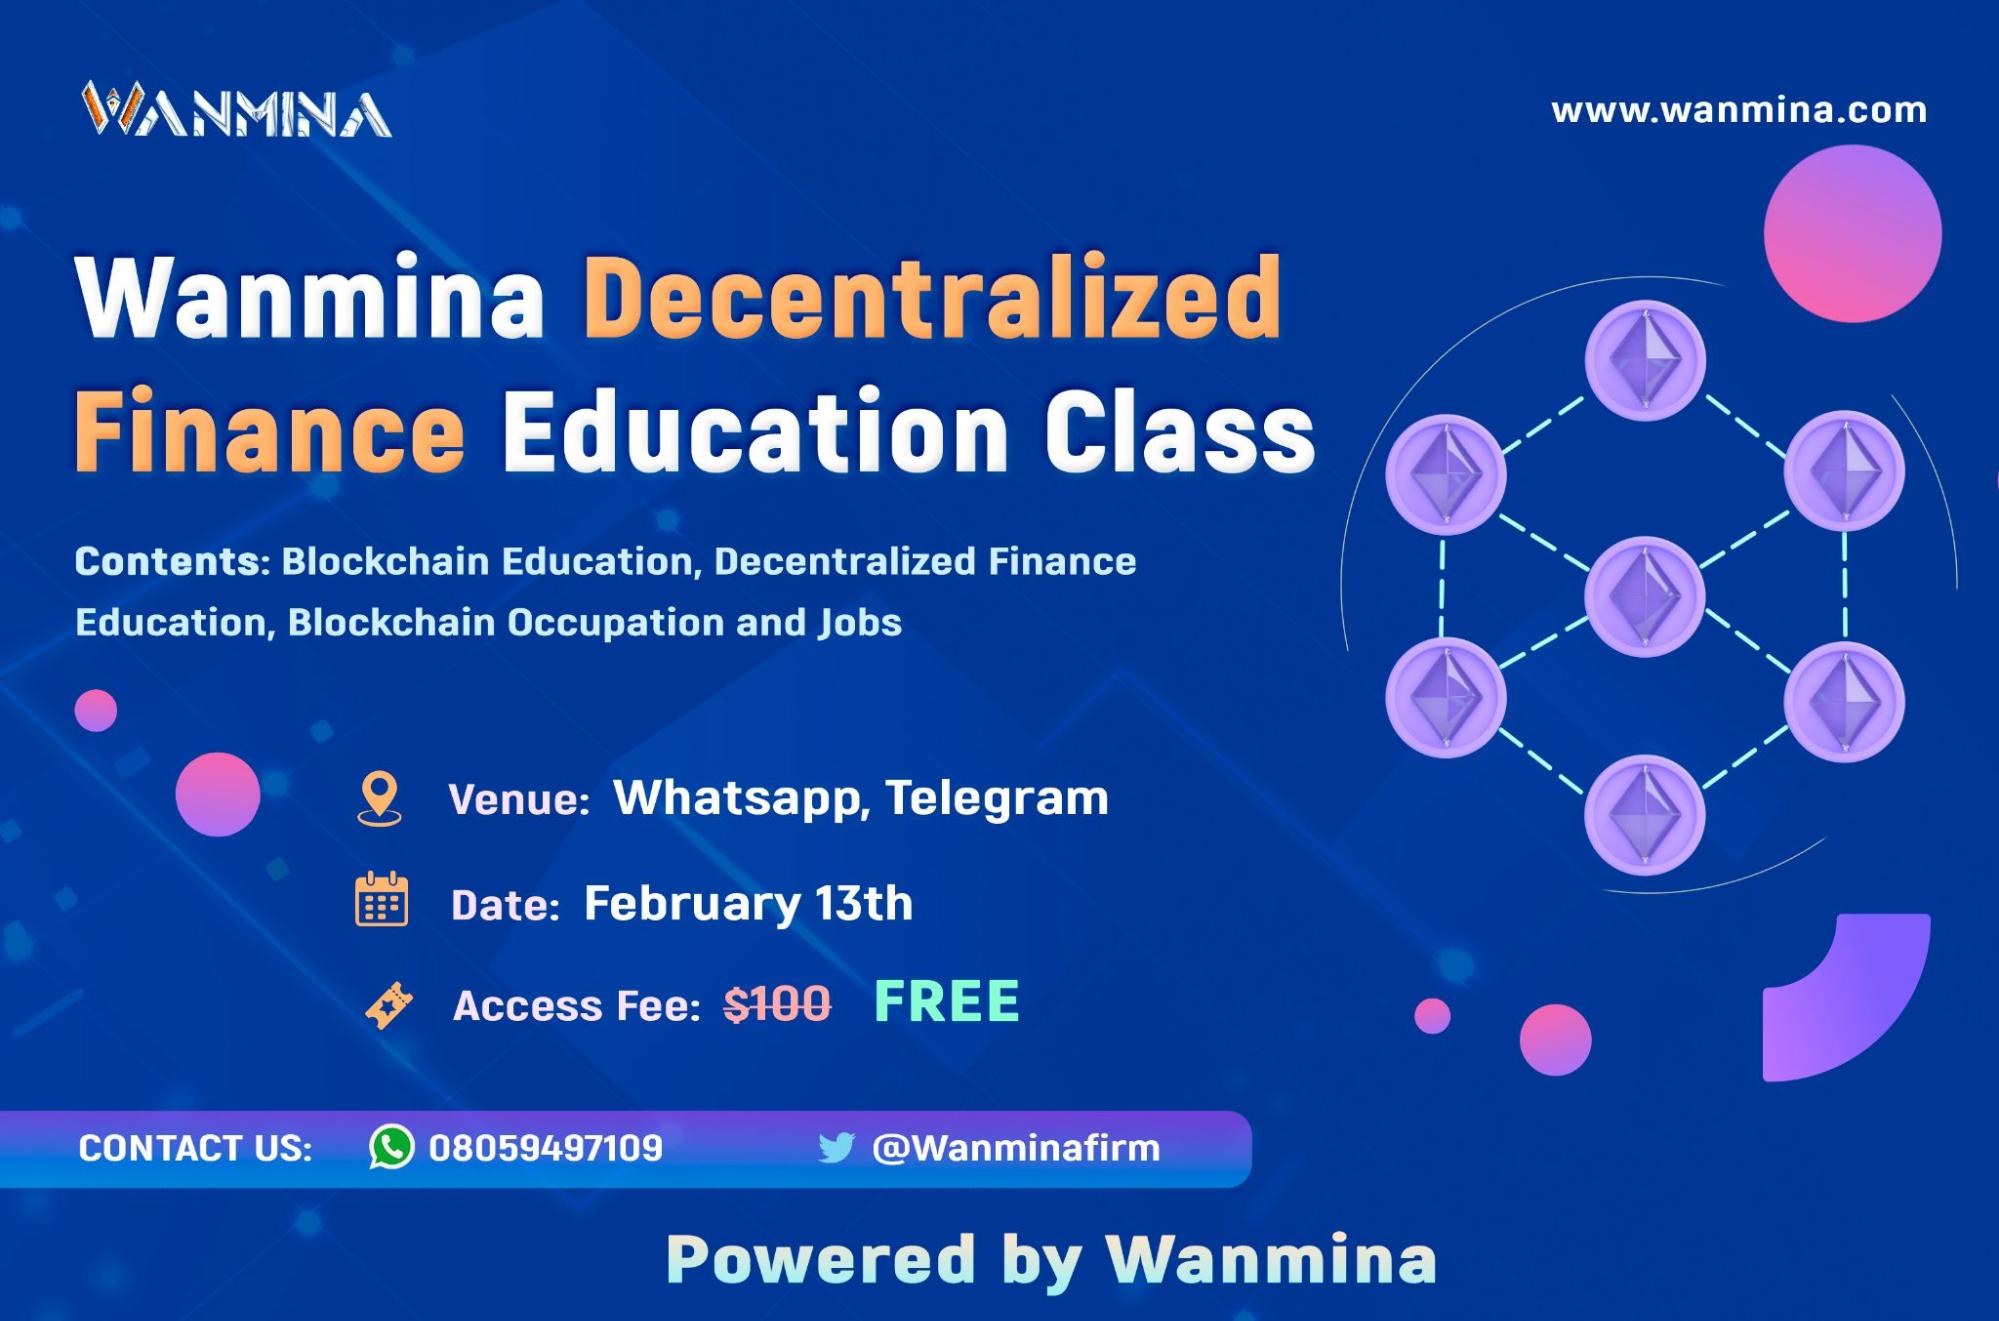 WANMINA
www.wanmina.com
Wanmina Decentralized
Finance Education Class
Contents: Blockchain Education, Decentralized Finance
Education, Blockchain Occupation and Jobs
Venue: Whatsapp, Telegram
Date: February 13th
Access Fee: $100 FREE
CONTACT US: 08059497109 @Wanminafirm
Powered by Wanmina